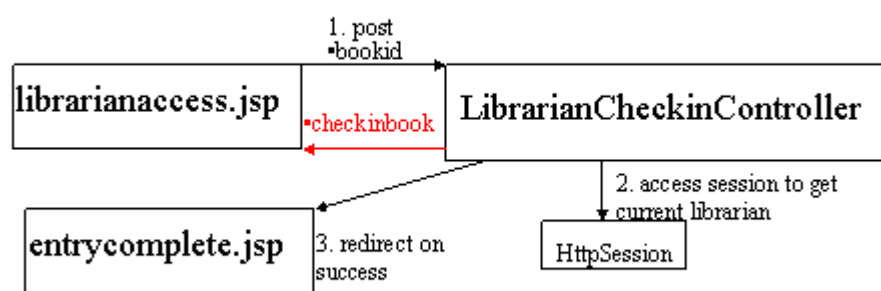 1. post
▪bookid
librarianaccess.jsp
LibrarianCheckinController
▪checkinbook
2. access session to get
current librarian
entrycomplete.jsp
3. redirect on
success
HttpSession